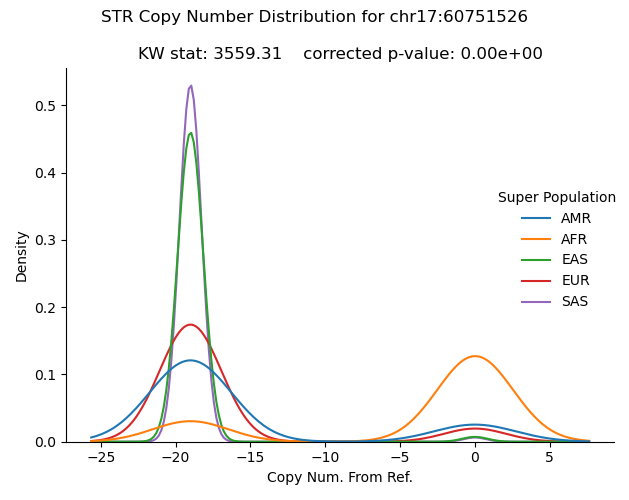 STR Copy Number Distribution for chr17:60751526
KW stat: 3559.31    corrected p-value: 0.00e+00
Density
0.5
0.4
0.3
0.2
0.1
0.0
−25
−20
−15
−10
−5
0
5
Copy Num. From Ref.
Super Population
AMR
AFR
EAS
EUR
SAS